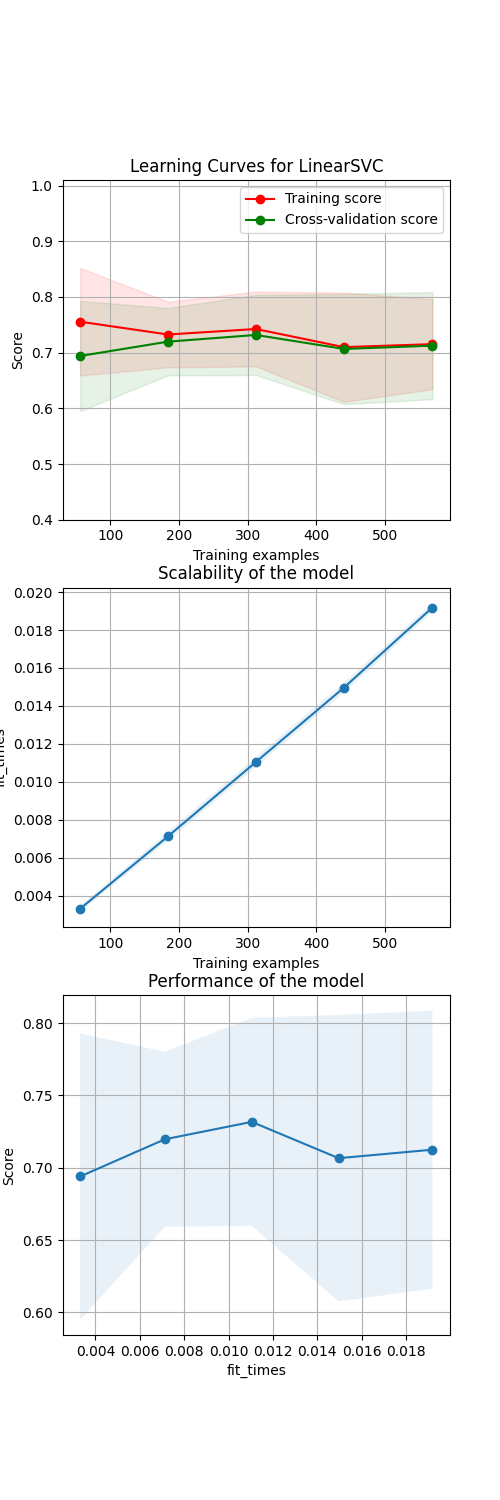 Learning Curves for LinearSVC
1.0
0.9
0.8
0.7
0.6
0.5
0.4
Score
Training score
Cross-validation score
100 200 300 400 500
Training examples
Scalability of the model
0.020
0.018
0.016
0.014
0.012
0.010
0.008
0.006
0.004
fit_times
100 200 300 400 500
Training examples
Performance of the model
0.80
0.75
0.70
0.65
0.60
Score
0.004 0.006 0.008 0.010 0.012 0.014 0.016 0.018
fit_times